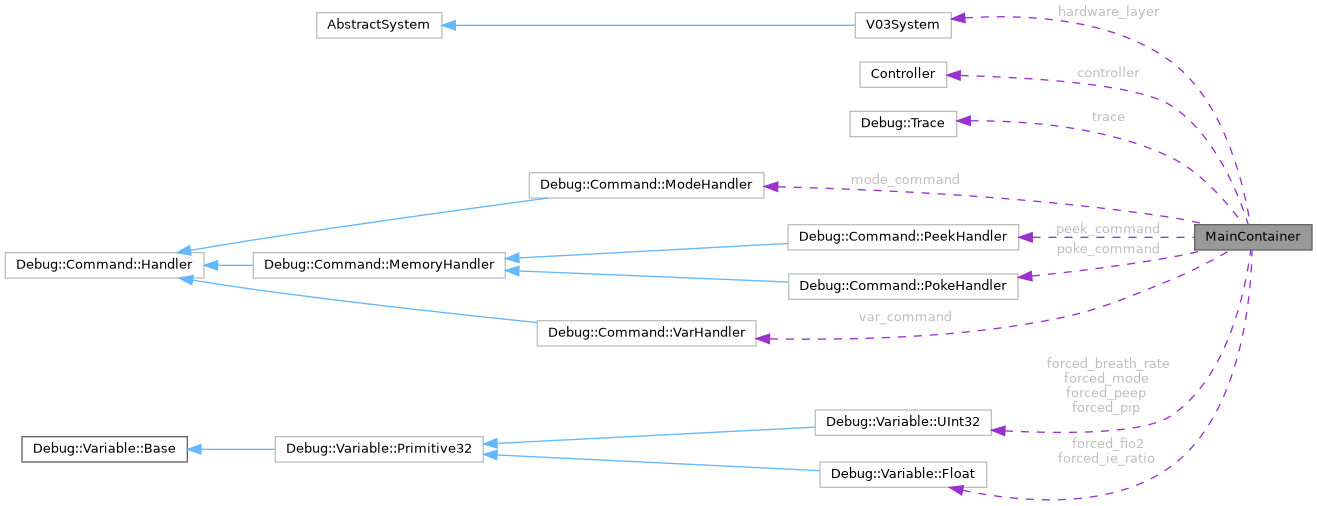 hardware_layer
AbstractSystem
V03System
controller
Controller
trace
Debug::Trace
mode_command
Debug::Command::ModeHandler
peek_command
Debug::Command::PeekHandler
MainContainer
poke_command
Debug::Command::Handler
Debug::Command::MemoryHandler
Debug::Command::PokeHandler
var_command
Debug::Command::VarHandler
forced_breath_rate
forced_mode
forced_peep
forced_pip
Debug::Variable::UInt32
forced_fio2
forced_ie_ratio
Debug::Variable::Base
Debug::Variable::Primitive32
Debug::Variable::Float